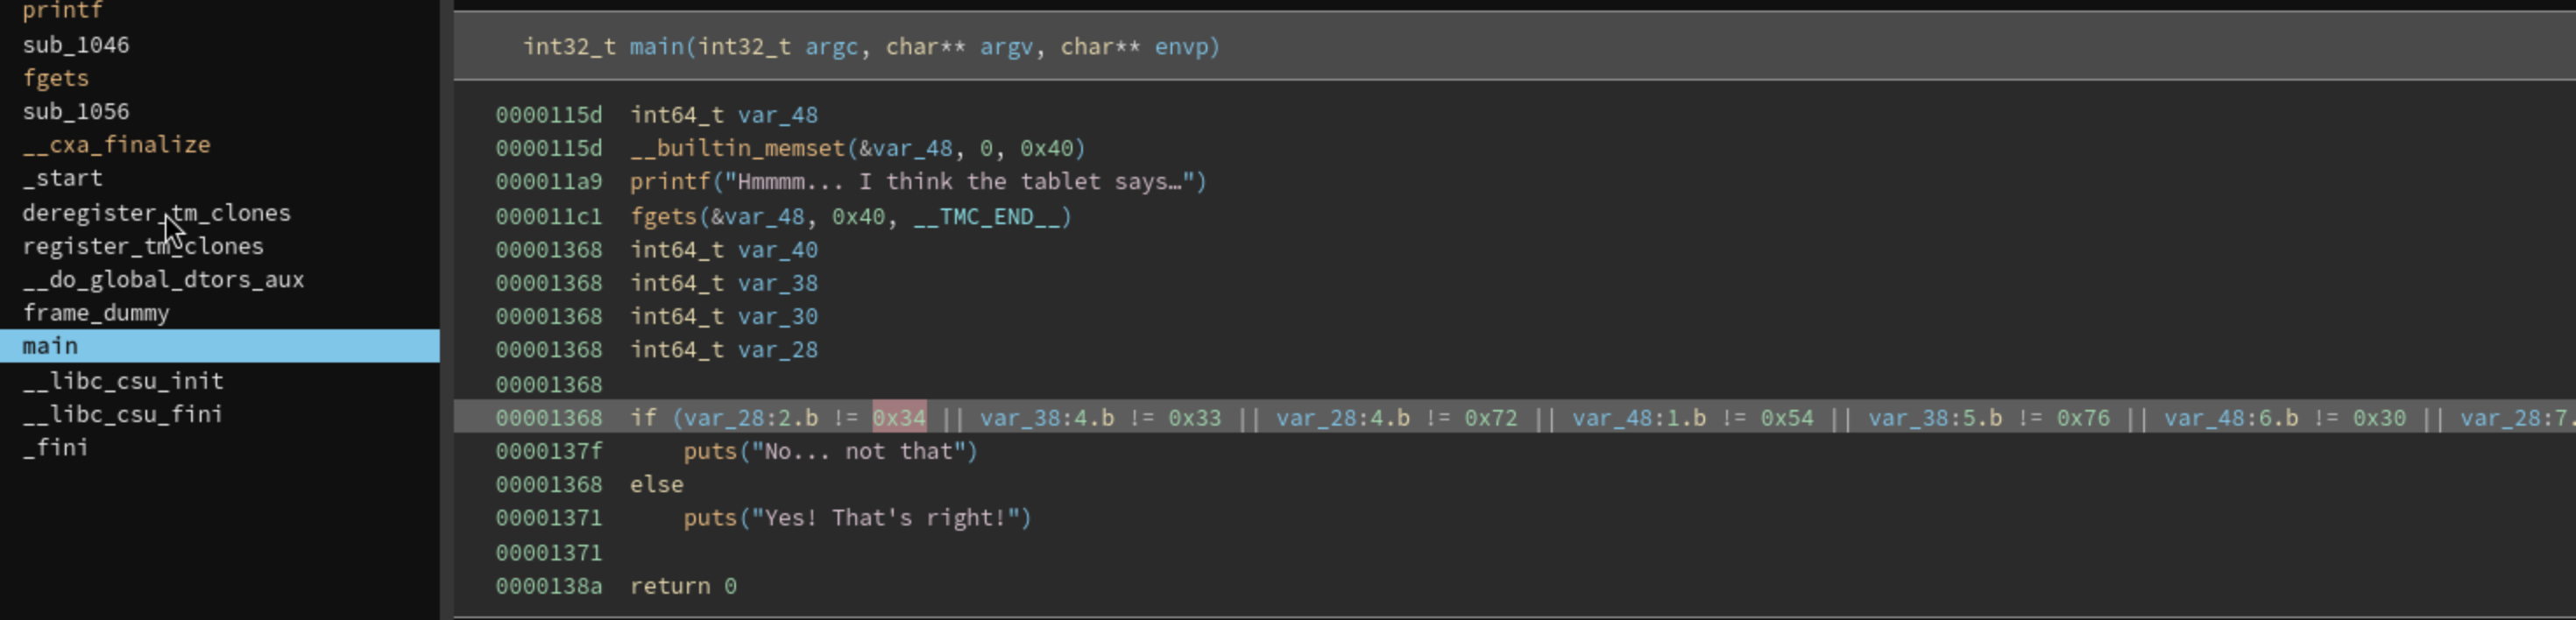 printf
sub_1046
fgets
sub_1056
__cxa_finalize
_start
deregister_tm_clones
register_tm_clones
__do_global_dtors_aux
frame_dummy
main
__libc_csu_init
__libc_csu_fini
_fini
int32_t main(int32_t argc, char** argv, char** envp)
0000115d int64_t var_48
0000115d __builtin_memset(&var_48, 0, 0x40)
000011a9 printf("Hmmmm... I think the tablet says…")
000011c1 fgets(&var_48, 0x40, __TMC_END__)
00001368 int64_t var_40
00001368 int64_t var_38
00001368 int64_t var_30
00001368 int64_t var_28
00001368
00001368 if (var_28:2.b != 0x34 || var_38:4.b != 0x33 || var_28:4.b != 0x72 || var_48:1.b != 0x54 || var_38:5.b != 0x76 || var_48:6.b != 0x30 || var_28:7.
0000137f puts("No... not that")
00001368 else
00001371 puts("Yes! That's right!")
00001371
0000138a return 0